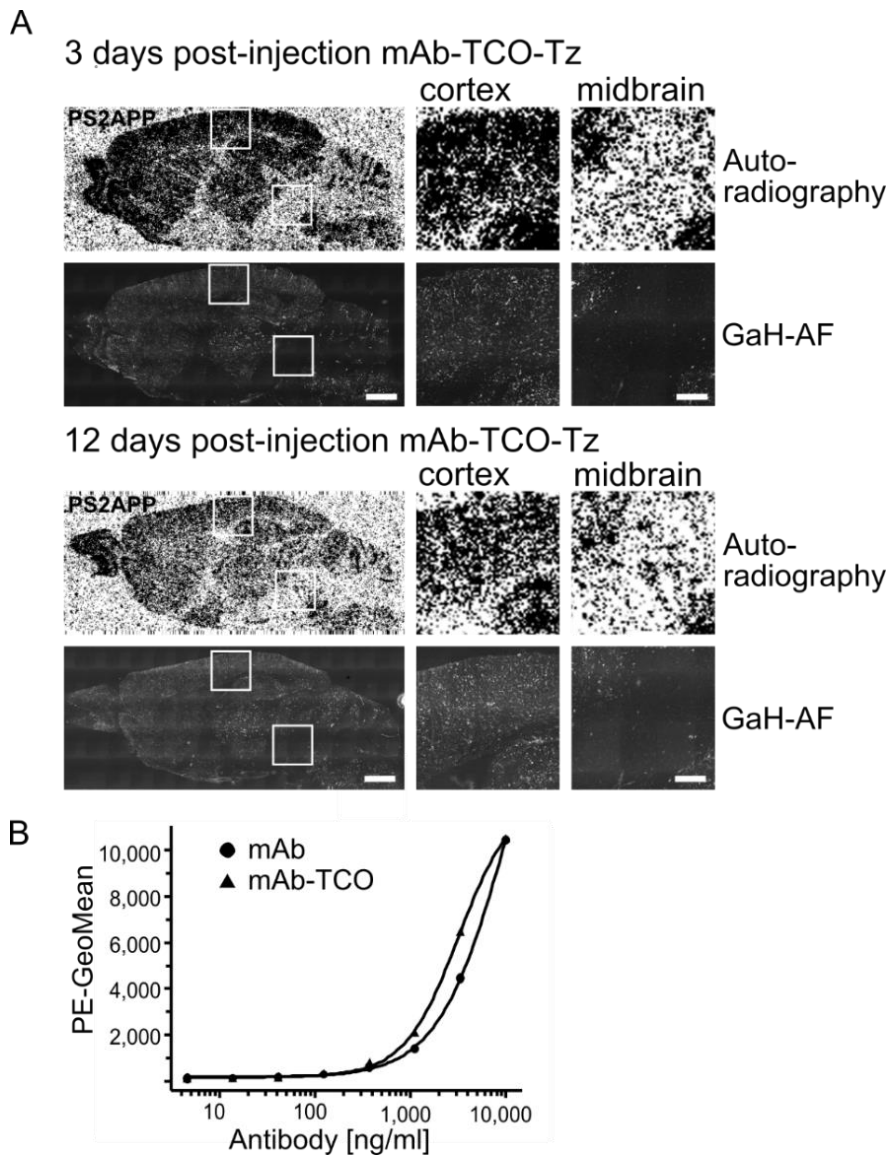 A
3 days post-injection mAb-TCO-Tz
cortex midbrain
PS2APP
Auto-
radiography
GaH-AF
12 days post-injection mAb-TCO-Tz
cortex midbrain
PS2APP
Auto-
radiography
GaH-AF
B
mAb
mAb-TCO
10,000
8,000
6,000
4,000
2,000
PE-GeoMean
10 100 1,000 10,000
Antibody [ng/ml]